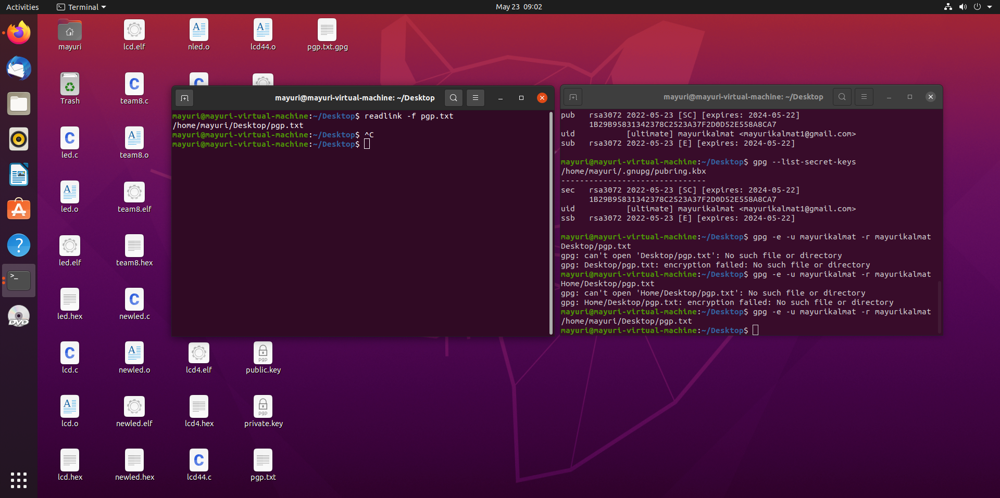 Activities
Terminal
May 23 09:02
mayuri
lcd.elf
nled.o
lcd44.o
pgp.txt.gpg
Trash
team8.c
led.c
team8.o
led.o
team8.elf
led.elf
team8.hex
led.hex
newled.c
lcd.c
newled.o
lcd4.elf
pgp
public.key
lcd.o
newled.elf
lcd4.hex
pgp
private.key
lcd.hex
newled.hex
lcd44.c
pgp.txt
DVD
mayuri@mayuri-virtual-machine: ~/Desktop
mayuri@mayuri-virtual-machine:~/Desktop$ readlink -f pgp.txt
/home/mayuri/Desktop/pgp.txt
mayuri@mayuri-virtual-machine:~/Desktop$ ^C
mayuri@mayuri-virtual-machine:~/Desktop$
mayuri@mayuri-virtual-machine: ~/Desktop
pub rsa3072 2022-05-23 [SC] [expires: 2024-05-22]
1B29B95831342378C2523A37F2D0D52E558A8CA7
uid [ultimate] mayurikalmat <mayurikalmat1@gmail.com>
sub rsa3072 2022-05-23 [E] [expires: 2024-05-22]
mayuri@mayuri-virtual-machine:~/Desktop$ gpg --list-secret-keys
/home/mayuri/.gnupg/pubring.kbx
-------------------------------
sec rsa3072 2022-05-23 [SC] [expires: 2024-05-22]
1B29B95831342378C2523A37F2D0D52E558A8CA7
uid [ultimate] mayurikalmat <mayurikalmat1@gmail.com>
ssb rsa3072 2022-05-23 [E] [expires: 2024-05-22]
mayuri@mayuri-virtual-machine:~/Desktop$ gpg -e -u mayurikalmat -r mayurikalmat
Desktop/pgp.txt
gpg: can't open 'Desktop/pgp.txt': No such file or directory
gpg: Desktop/pgp.txt: encryption failed: No such file or directory
mayuri@mayuri-virtual-machine:~/Desktop$ gpg -e -u mayurikalmat -r mayurikalmat
Home/Desktop/pgp.txt
gpg: can't open 'Home/Desktop/pgp.txt': No such file or directory
gpg: Home/Desktop/pgp.txt: encryption failed: No such file or directory
mayuri@mayuri-virtual-machine:~/Desktop$ gpg -e -u mayurikalmat -r mayurikalmat
/home/mayuri/Desktop/pgp.txt
mayuri@mayuri-virtual-machine:~/Desktop$